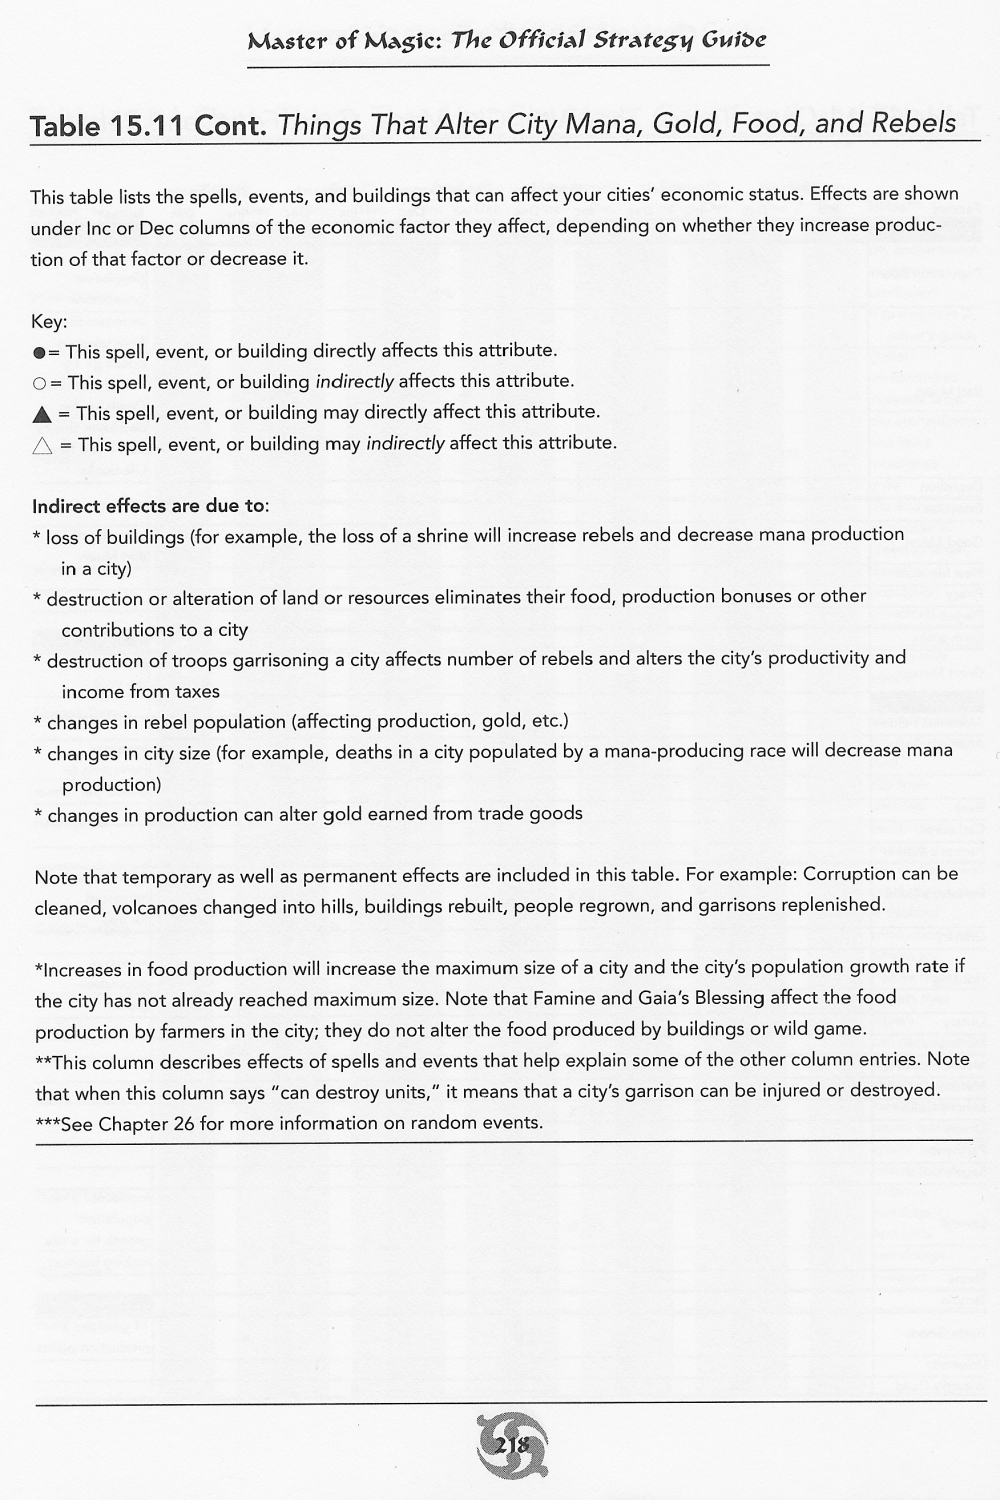 Master of Magic: The Official Strategy Guide
Table 15.11 Cont. Things That Alter City Mana, Gold, Food, and Rebels
This table lists the spells, events, and buildings that can affect your cities' economic status. Effects are shown
under Inc or Dec columns of the economic factor they affect, depending on whether they increase produc-
tion of that factor or decrease it.
Key:
●= This spell, event, or building directly affects this attribute.
○= This spell, event, or building indirectly affects this attribute.
▲ = This spell, event, or building may directly affect this attribute.
△ = This spell, event, or building may indirectly affect this attribute.
Indirect effects are due to:
* loss of buildings (for example, the loss of a shrine will increase rebels and decrease mana production
in a city)
* destruction or alteration of land or resources eliminates their food, production bonuses or other
contributions to a city
* destruction of troops garrisoning a city affects number of rebels and alters the city's productivity and
income from taxes
* changes in rebel population (affecting production, gold, etc.)
* changes in city size (for example, deaths in a city populated by a mana-producing race will decrease mana
production)
* changes in production can alter gold earned from trade goods
Note that temporary as well as permanent effects are included in this table. For example: Corruption can be
cleaned, volcanoes changed into hills, buildings rebuilt, people regrown, and garrisons replenished.
*Increases in food production will increase the maximum size of a city and the city's population growth rate if
the city has not already reached maximum size. Note that Famine and Gaia's Blessing affect the food
production by farmers in the city; they do not alter the food produced by buildings or wild game.
**This column describes effects of spells and events that help explain some of the other column entries. Note
that when this column says "can destroy units," it means that a city's garrison can be injured or destroyed.
***See Chapter 26 for more information on random events.
218